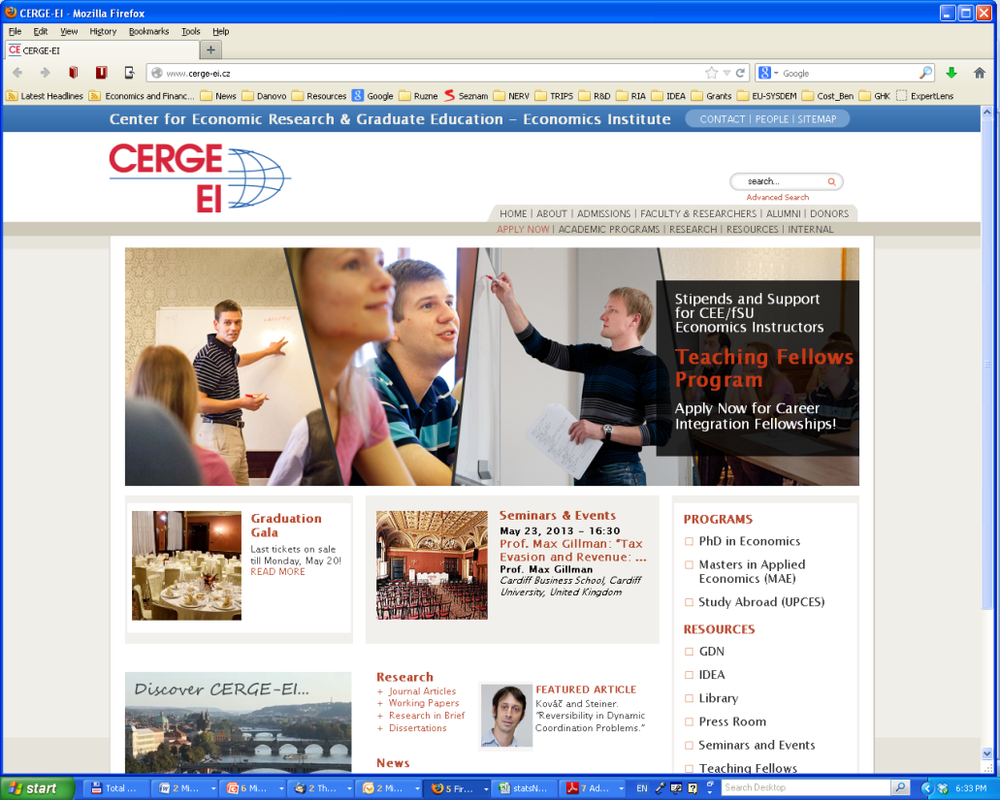 CERGE-EI - Mozilla Firefox
File Edit View History Bookmarks Tools Help
CE CERGE-EI
www.cerge-ei.cz
Google
Latest Headlines Economics and Financ... News Danovo Resources Google Ruzne Seznam NERV TRIPS R&D RIA IDEA Grants EU-SYSDEM Cost_Ben GHK ExpertLens
Center for Economic Research & Graduate Education – Economics Institute
CONTACT | PEOPLE | SITEMAP
CERGE
EI
search...
Advanced Search
HOME | ABOUT | ADMISSIONS | FACULTY & RESEARCHERS | ALUMNI | DONORS
APPLY NOW | ACADEMIC PROGRAMS | RESEARCH | RESOURCES | INTERNAL
Stipends and Support
for CEE/fSU
Economics Instructors
Teaching Fellows
Program
Apply Now for Career
Integration Fellowships!
Graduation
Gala
Last tickets on sale
till Monday, May 20!
READ MORE
Seminars & Events
May 23, 2013 – 16:30
Prof. Max Gillman: “Tax
Evasion and Revenue: ...
Prof. Max Gillman
Cardiff Business School, Cardiff
University, United Kingdom
PROGRAMS
PhD in Economics
Masters in Applied
Economics (MAE)
Study Abroad (UPCES)
RESOURCES
GDN
IDEA
Library
Press Room
Seminars and Events
Teaching Fellows
Discover CERGE-EI...
Research
+ Journal Articles
+ Working Papers
+ Research in Brief
+ Dissertations
News
FEATURED ARTICLE
Kováč and Steiner.
“Reversibility in Dynamic
Coordination Problems.”
start
Total ...
2 Mi...
6 Mi...
2 Th...
2 Mi...
5 Fir...
statsN...
7 Ad...
EN
Search Desktop
6:33 PM